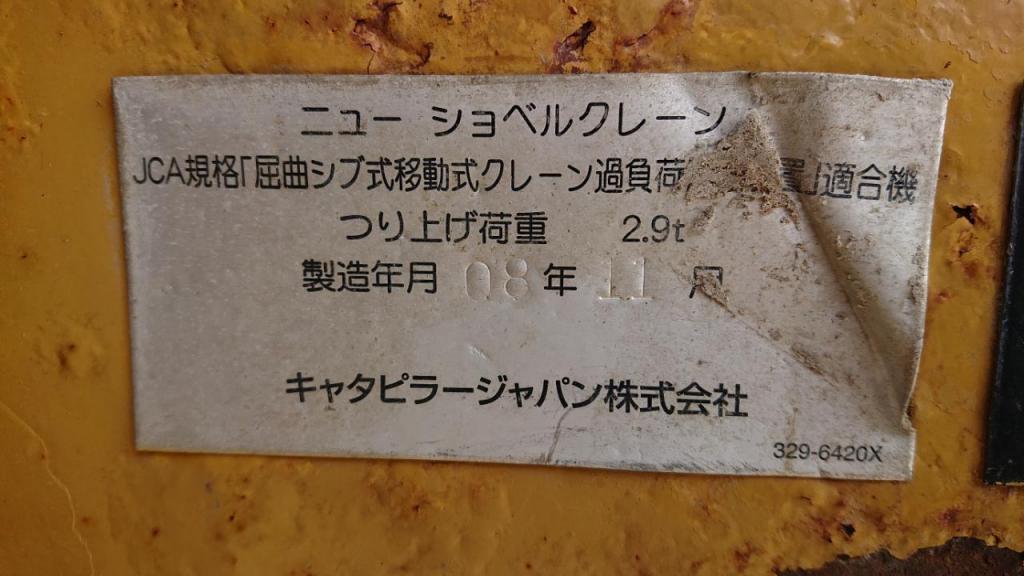 ニュー ショベルクレーン
JCA規格「屈曲ジブ式移動式クレーン過負荷 置」適合機
つり上げ荷重 2.9t
製造年月 08年 11 月
キャタピラージャパン株式会社
329-6420X